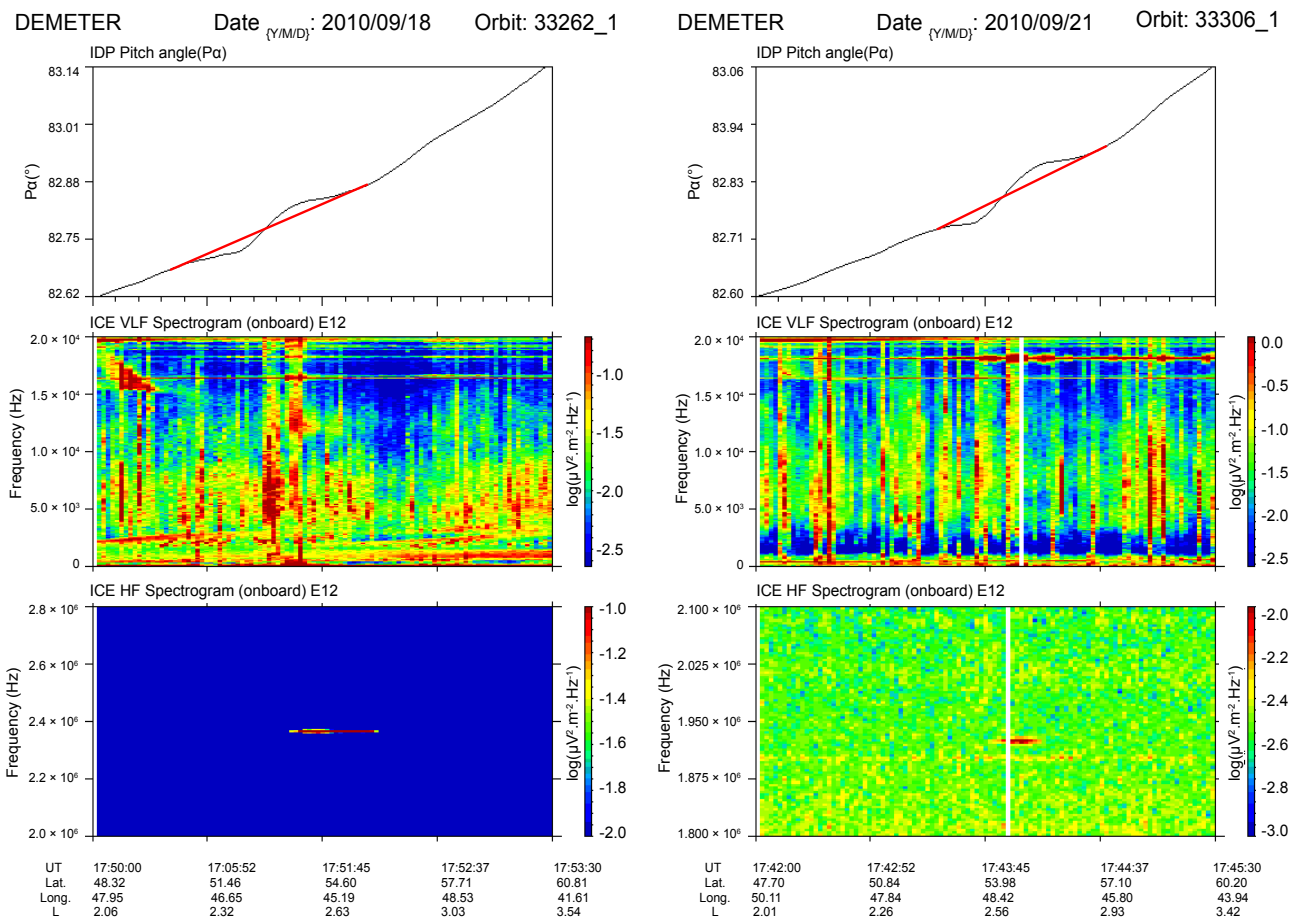 DEMETER Date {Y/M/D}: 2010/09/18 Orbit: 33262_1
IDP Pitch angle(Pα)
83.14
83.01
82.88
82.75
82.62
Pα(°)
ICE VLF Spectrogram (onboard) E12
2.0 × 10⁴
1.5 × 10⁴
1.0 × 10⁴
5.0 × 10³
0
Frequency (Hz)
-1.0
-1.5
-2.0
-2.5
log(μV².m⁻².Hz⁻¹)
ICE HF Spectrogram (onboard) E12
2.8 × 10⁶
2.6 × 10⁶
2.4 × 10⁶
2.2 × 10⁶
2.0 × 10⁶
Frequency (Hz)
-1.0
-1.2
-1.4
-1.6
-1.8
-2.0
log(μV².m⁻².Hz⁻¹)
UT 17:50:00 17:05:52 17:51:45 17:52:37 17:53:30
Lat. 48.32 51.46 54.60 57.71 60.81
Long. 47.95 46.65 45.19 48.53 41.61
L 2.06 2.32 2.63 3.03 3.54
DEMETER Date {Y/M/D}: 2010/09/21 Orbit: 33306_1
IDP Pitch angle(Pα)
83.06
83.94
82.83
82.71
82.60
Pα(°)
ICE VLF Spectrogram (onboard) E12
2.0 × 10⁴
1.5 × 10⁴
1.0 × 10⁴
5.0 × 10³
0
Frequency (Hz)
0.0
-0.5
-1.0
-1.5
-2.0
-2.5
log(μV².m⁻².Hz⁻¹)
ICE HF Spectrogram (onboard) E12
2.100 × 10⁶
2.025 × 10⁶
1.950 × 10⁶
1.875 × 10⁶
1.800 × 10⁶
Frequency (Hz)
-2.0
-2.2
-2.4
-2.6
-2.8
-3.0
log(μV².m⁻².Hz⁻¹)
UT 17:42:00 17:42:52 17:43:45 17:44:37 17:45:30
Lat. 47.70 50.84 53.98 57.10 60.20
Long. 50.11 47.84 48.42 45.80 43.94
L 2.01 2.26 2.56 2.93 3.42